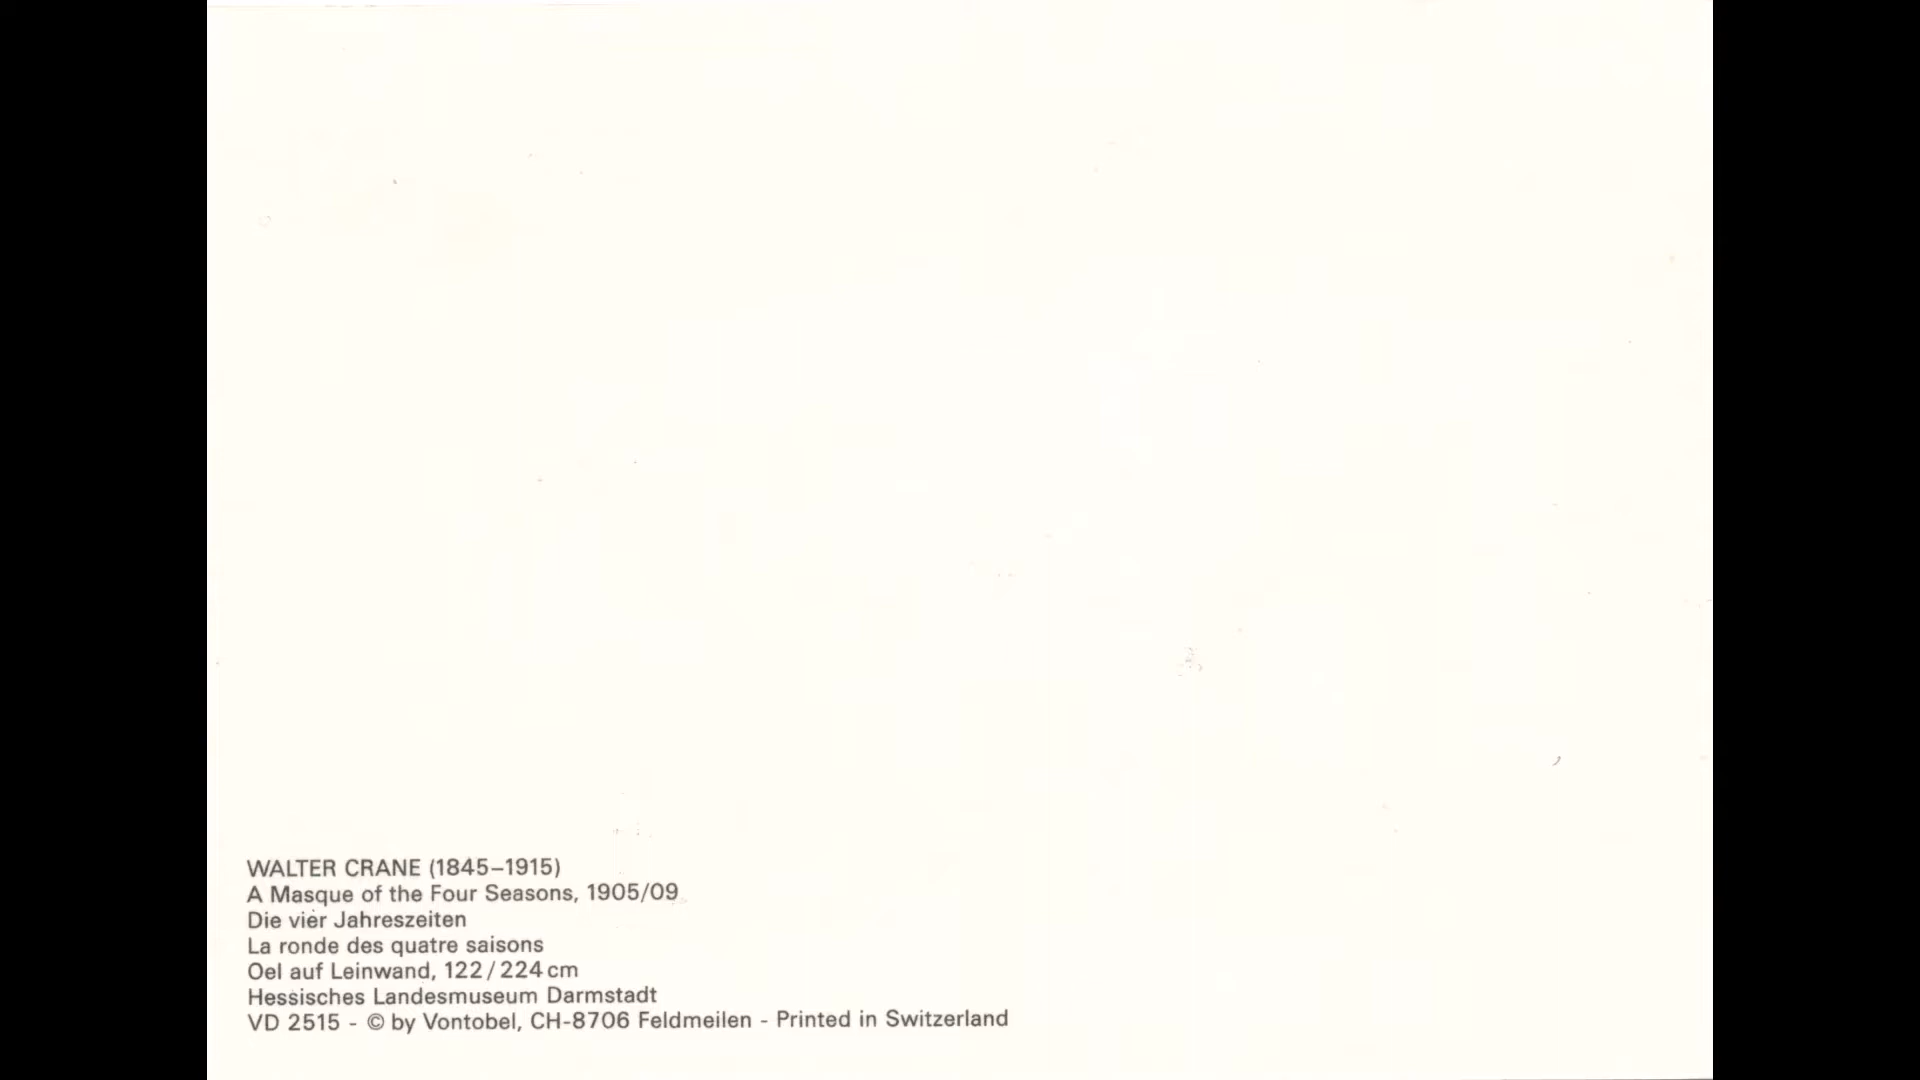 WALTER CRANE (1845–1915)
A Masque of the Four Seasons, 1905/09
Die vier Jahreszeiten
La ronde des quatre saisons
Oel auf Leinwand, 122/224 cm
Hessisches Landesmuseum Darmstadt
VD 2515 - © by Vontobel, CH-8706 Feldmeilen - Printed in Switzerland